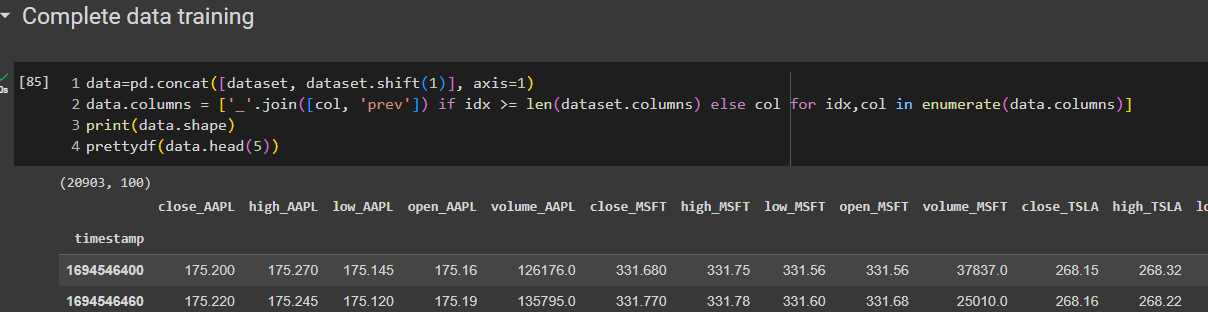 Complete data training
[85]
1 data=pd.concat([dataset, dataset.shift(1)], axis=1)
2 data.columns = ['_'.join([col, 'prev']) if idx >= len(dataset.columns) else col for idx,col in enumerate(data.columns)]
3 print(data.shape)
4 prettydf(data.head(5))
0s
(20903, 100)
close_AAPL high_AAPL low_AAPL open_AAPL volume_AAPL close_MSFT high_MSFT low_MSFT open_MSFT volume_MSFT close_TSLA high_TSLA lo
timestamp
1694546400 175.200 175.270 175.145 175.16 126176.0 331.680 331.75 331.56 331.56 37837.0 268.15 268.32
1694546460 175.220 175.245 175.120 175.19 135795.0 331.770 331.78 331.60 331.68 25010.0 268.16 268.22